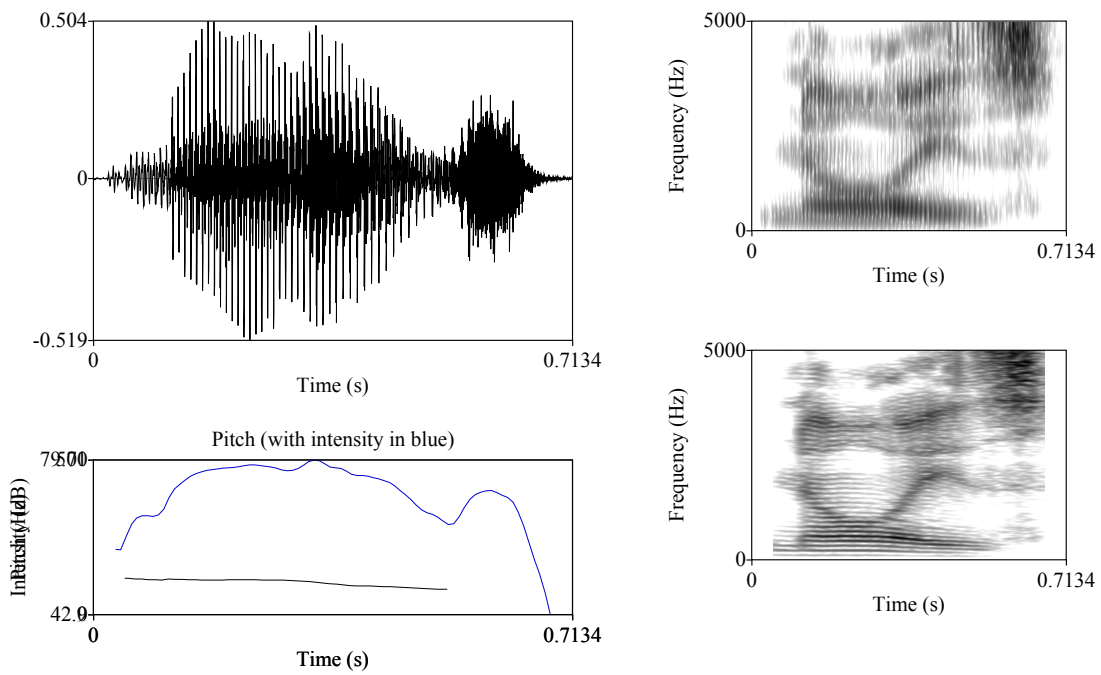 0.504
0
-0.519
0 0.7134
Time (s)
Pitch (with intensity in blue)
0 0.7134
Time (s)
5000
Frequency (Hz)
0
0 0.7134
Time (s)
5000
Frequency (Hz)
0
0 0.7134
Time (s)